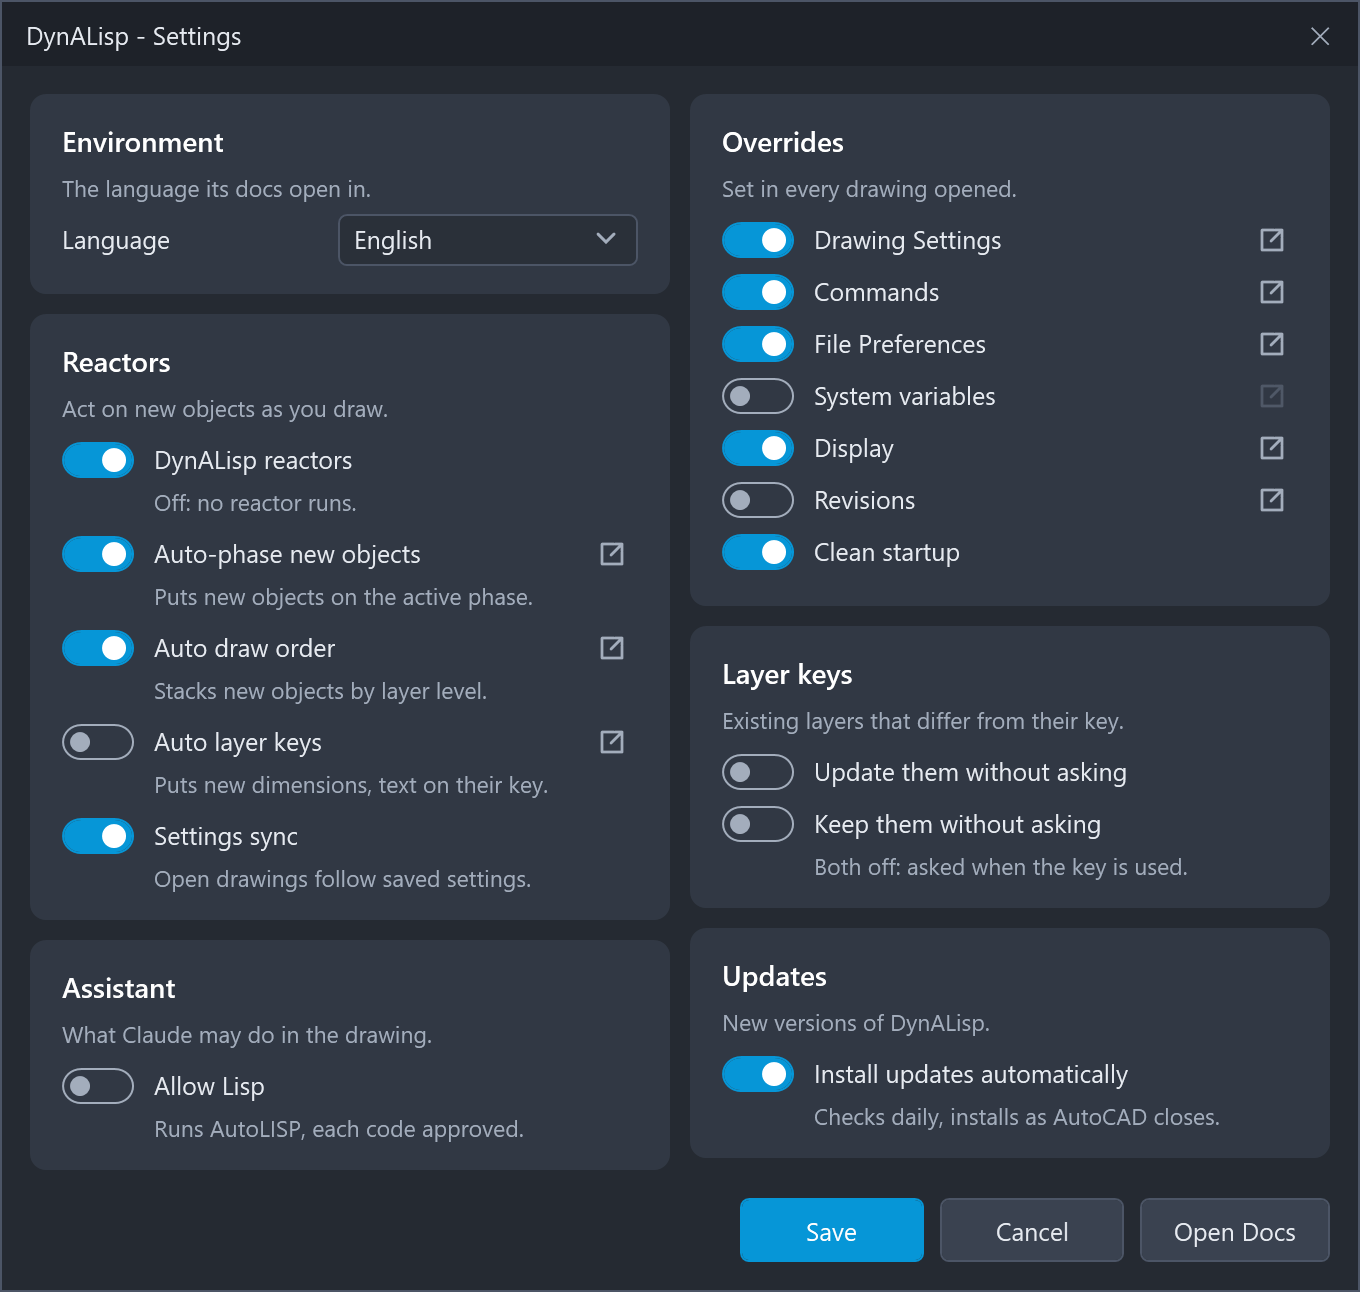 DynALisp - Settings
Environment
The language its docs open in.
Language
English
Reactors
Act on new objects as you draw.
DynALisp reactors
Off: no reactor runs.
Auto-phase new objects
Puts new objects on the active phase.
Auto draw order
Stacks new objects by layer level.
Auto layer keys
Puts new dimensions, text on their key.
Settings sync
Open drawings follow saved settings.
Assistant
What Claude may do in the drawing.
Allow Lisp
Runs AutoLISP, each code approved.
Overrides
Set in every drawing opened.
Drawing Settings
Commands
File Preferences
System variables
Display
Revisions
Clean startup
Layer keys
Existing layers that differ from their key.
Update them without asking
Keep them without asking
Both off: asked when the key is used.
Updates
New versions of DynALisp.
Install updates automatically
Checks daily, installs as AutoCAD closes.
Save
Cancel
Open Docs